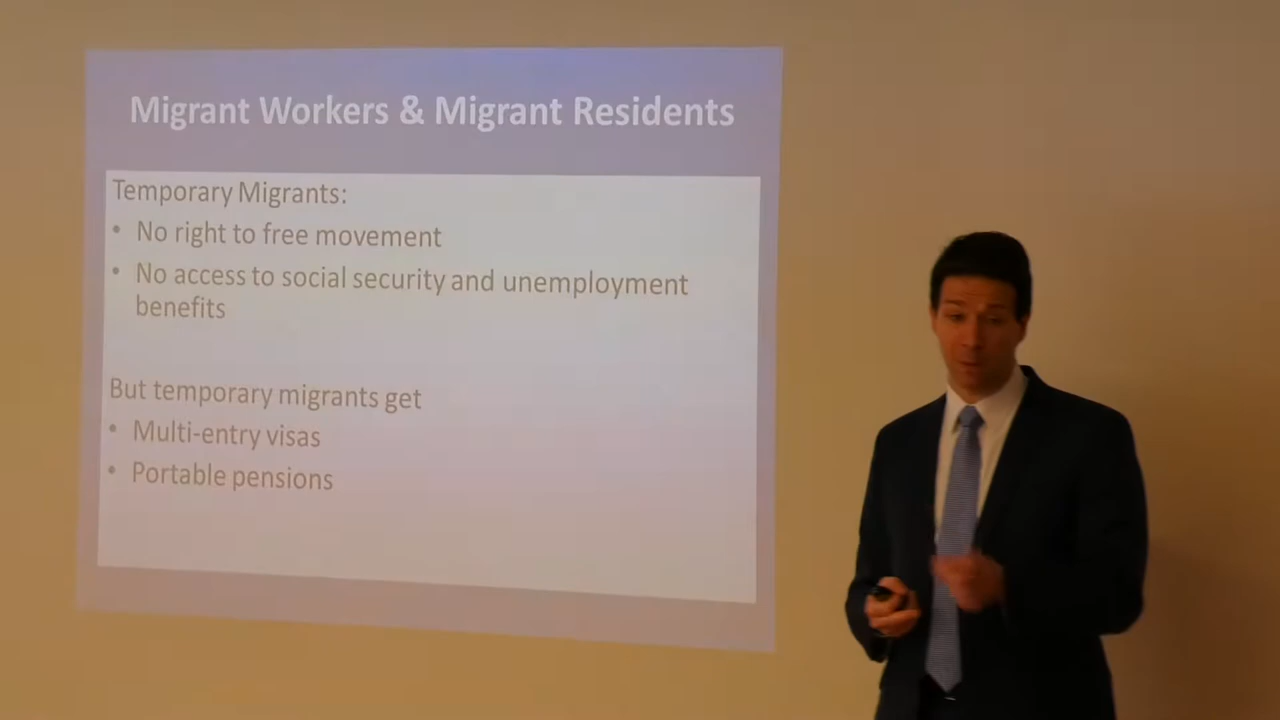 Migrant Workers & Migrant Residents
Temporary Migrants:
• No right to free movement
• No access to social security and unemployment
benefits
But temporary migrants get
• Multi-entry visas
• Portable pensions